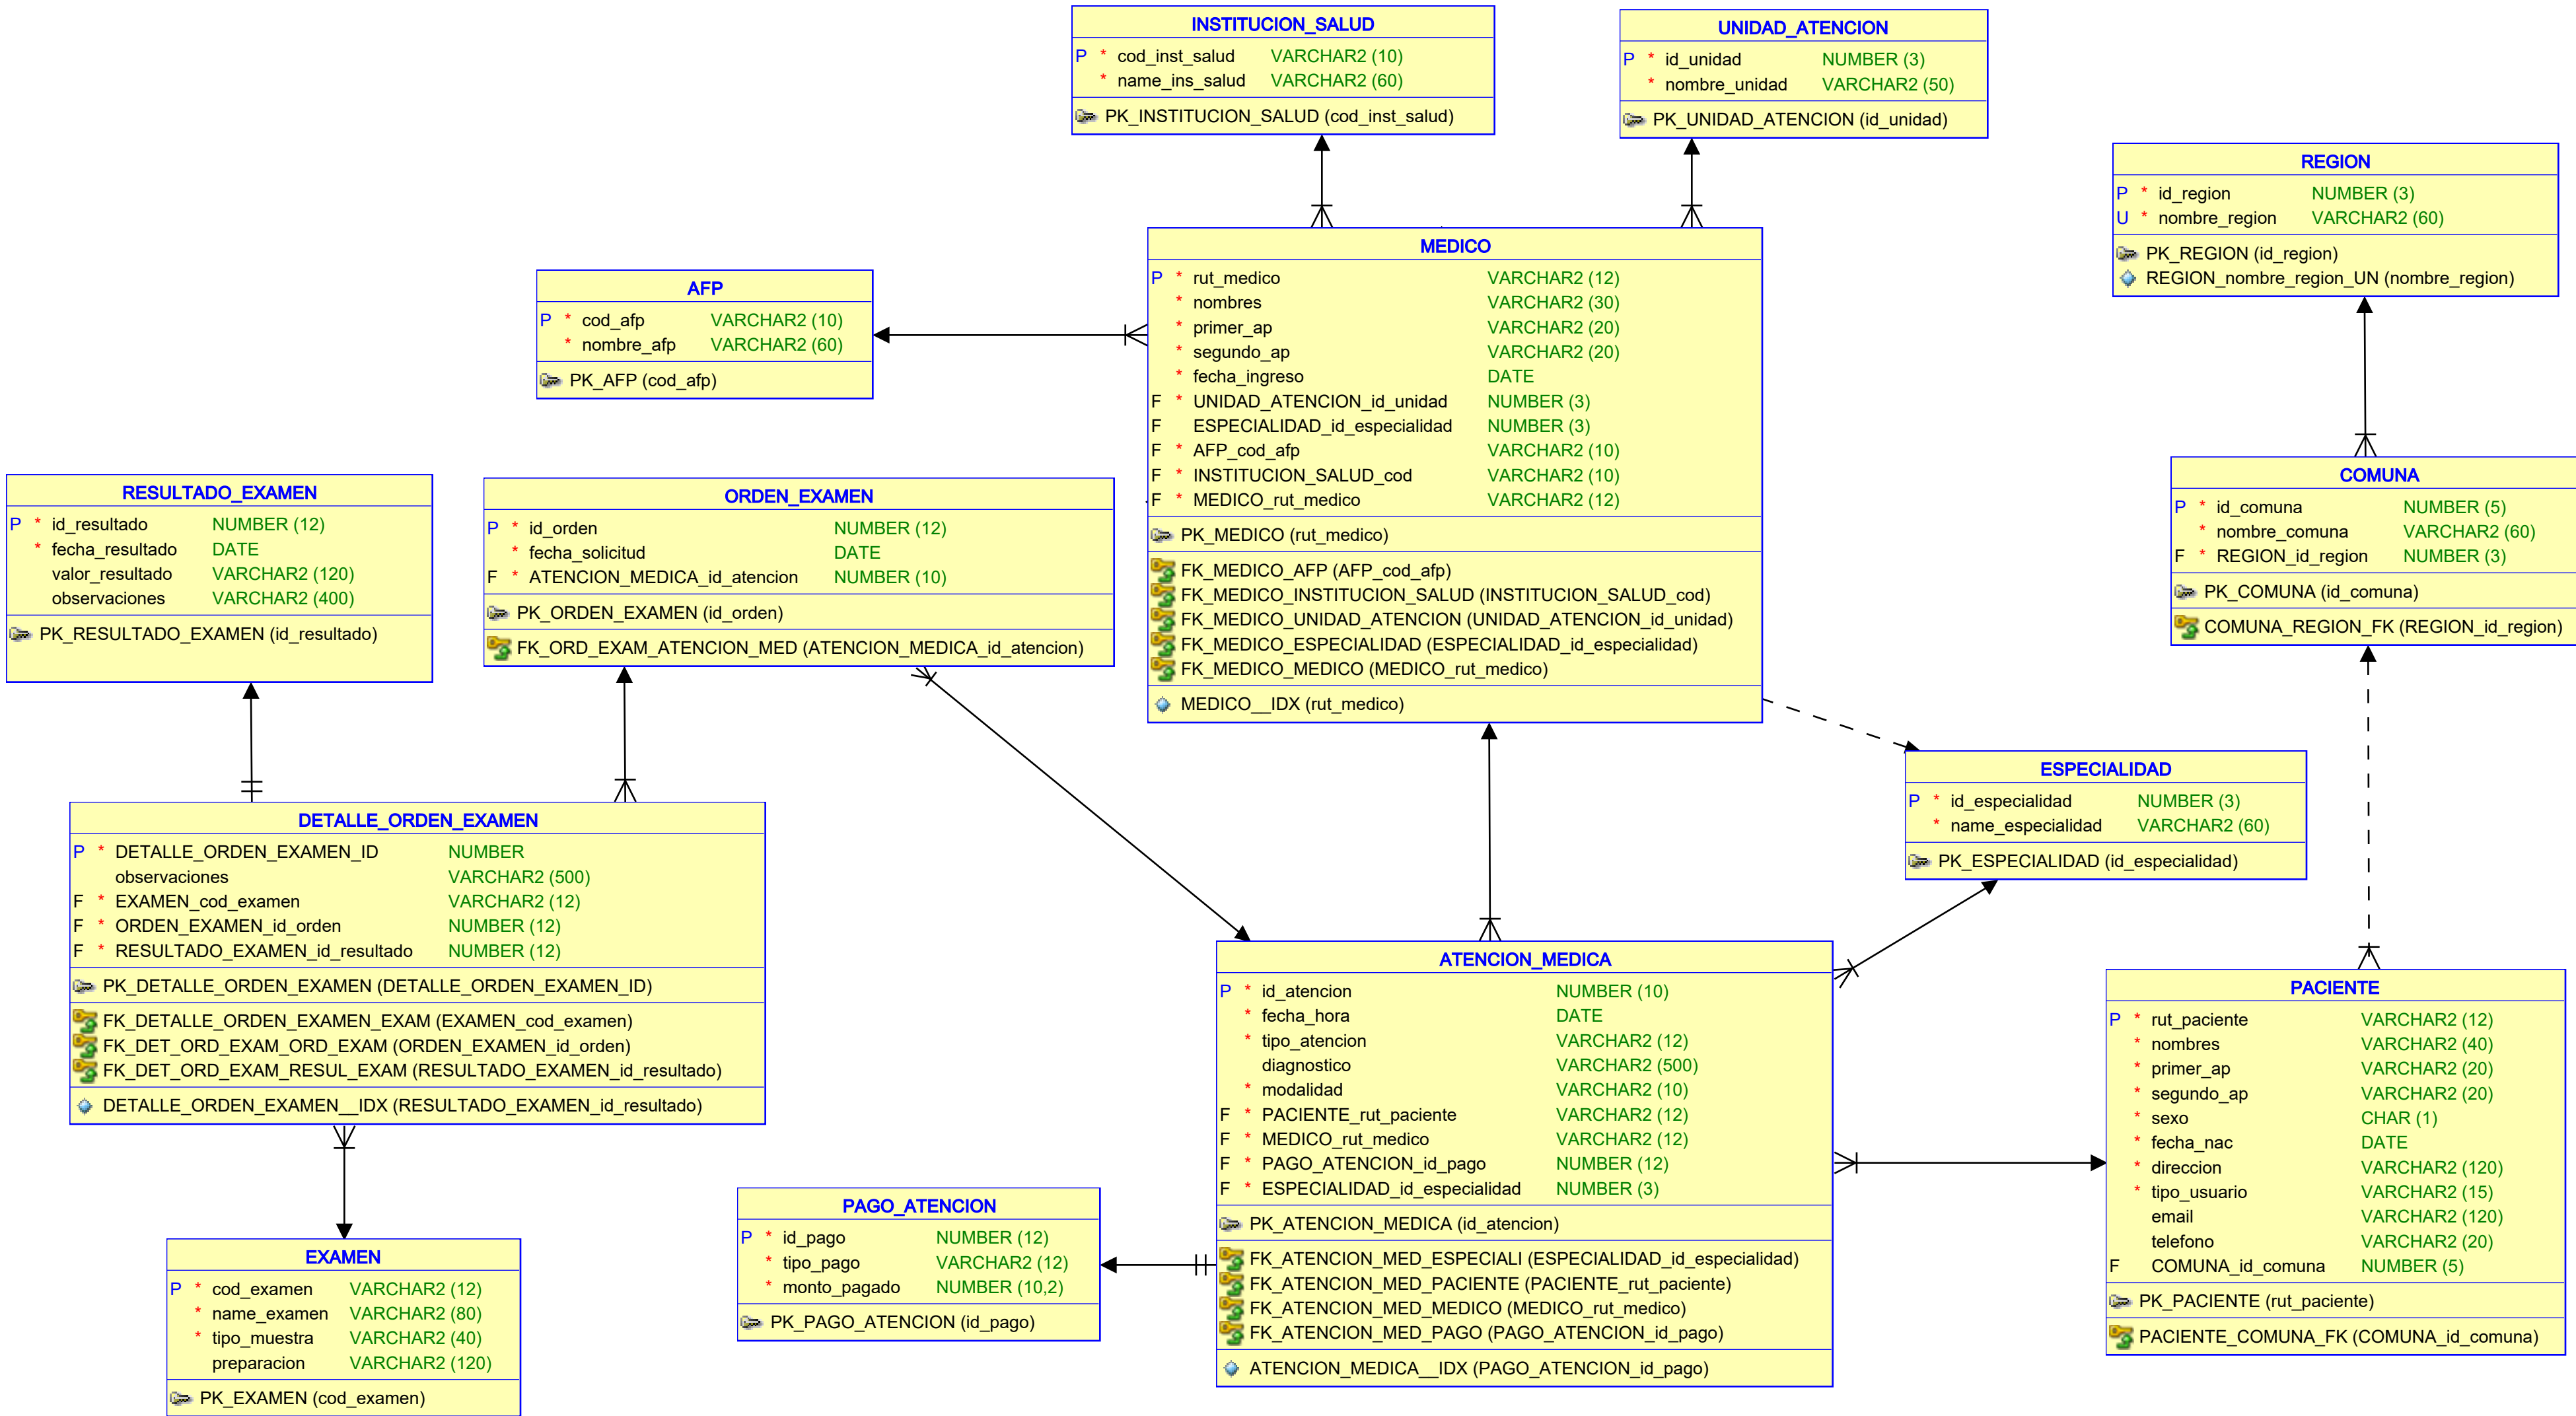 INSTITUCION_SALUD
P * cod_inst_salud VARCHAR2 (10)
* name_ins_salud VARCHAR2 (60)
PK_INSTITUCION_SALUD (cod_inst_salud)
UNIDAD_ATENCION
P * id_unidad NUMBER (3)
* nombre_unidad VARCHAR2 (50)
PK_UNIDAD_ATENCION (id_unidad)
REGION
P * id_region NUMBER (3)
U * nombre_region VARCHAR2 (60)
PK_REGION (id_region)
REGION_nombre_region_UN (nombre_region)
AFP
P * cod_afp VARCHAR2 (10)
* nombre_afp VARCHAR2 (60)
PK_AFP (cod_afp)
MEDICO
P * rut_medico VARCHAR2 (12)
* nombres VARCHAR2 (30)
* primer_ap VARCHAR2 (20)
* segundo_ap VARCHAR2 (20)
* fecha_ingreso DATE
F * UNIDAD_ATENCION_id_unidad NUMBER (3)
F ESPECIALIDAD_id_especialidad NUMBER (3)
F * AFP_cod_afp VARCHAR2 (10)
F * INSTITUCION_SALUD_cod VARCHAR2 (10)
F * MEDICO_rut_medico VARCHAR2 (12)
PK_MEDICO (rut_medico)
FK_MEDICO_AFP (AFP_cod_afp)
FK_MEDICO_INSTITUCION_SALUD (INSTITUCION_SALUD_cod)
FK_MEDICO_UNIDAD_ATENCION (UNIDAD_ATENCION_id_unidad)
FK_MEDICO_ESPECIALIDAD (ESPECIALIDAD_id_especialidad)
FK_MEDICO_MEDICO (MEDICO_rut_medico)
MEDICO__IDX (rut_medico)
COMUNA
P * id_comuna NUMBER (5)
* nombre_comuna VARCHAR2 (60)
F * REGION_id_region NUMBER (3)
PK_COMUNA (id_comuna)
COMUNA_REGION_FK (REGION_id_region)
RESULTADO_EXAMEN
P * id_resultado NUMBER (12)
* fecha_resultado DATE
valor_resultado VARCHAR2 (120)
observaciones VARCHAR2 (400)
PK_RESULTADO_EXAMEN (id_resultado)
ORDEN_EXAMEN
P * id_orden NUMBER (12)
* fecha_solicitud DATE
F * ATENCION_MEDICA_id_atencion NUMBER (10)
PK_ORDEN_EXAMEN (id_orden)
FK_ORD_EXAM_ATENCION_MED (ATENCION_MEDICA_id_atencion)
ESPECIALIDAD
P * id_especialidad NUMBER (3)
* name_especialidad VARCHAR2 (60)
PK_ESPECIALIDAD (id_especialidad)
DETALLE_ORDEN_EXAMEN
P * DETALLE_ORDEN_EXAMEN_ID NUMBER
observaciones VARCHAR2 (500)
F * EXAMEN_cod_examen VARCHAR2 (12)
F * ORDEN_EXAMEN_id_orden NUMBER (12)
F * RESULTADO_EXAMEN_id_resultado NUMBER (12)
PK_DETALLE_ORDEN_EXAMEN (DETALLE_ORDEN_EXAMEN_ID)
FK_DETALLE_ORDEN_EXAMEN_EXAM (EXAMEN_cod_examen)
FK_DET_ORD_EXAM_ORD_EXAM (ORDEN_EXAMEN_id_orden)
FK_DET_ORD_EXAM_RESUL_EXAM (RESULTADO_EXAMEN_id_resultado)
DETALLE_ORDEN_EXAMEN__IDX (RESULTADO_EXAMEN_id_resultado)
ATENCION_MEDICA
P * id_atencion NUMBER (10)
* fecha_hora DATE
* tipo_atencion VARCHAR2 (12)
diagnostico VARCHAR2 (500)
* modalidad VARCHAR2 (10)
F * PACIENTE_rut_paciente VARCHAR2 (12)
F * MEDICO_rut_medico VARCHAR2 (12)
F * PAGO_ATENCION_id_pago NUMBER (12)
F * ESPECIALIDAD_id_especialidad NUMBER (3)
PK_ATENCION_MEDICA (id_atencion)
FK_ATENCION_MED_ESPECIALI (ESPECIALIDAD_id_especialidad)
FK_ATENCION_MED_PACIENTE (PACIENTE_rut_paciente)
FK_ATENCION_MED_MEDICO (MEDICO_rut_medico)
FK_ATENCION_MED_PAGO (PAGO_ATENCION_id_pago)
ATENCION_MEDICA__IDX (PAGO_ATENCION_id_pago)
PACIENTE
P * rut_paciente VARCHAR2 (12)
* nombres VARCHAR2 (40)
* primer_ap VARCHAR2 (20)
* segundo_ap VARCHAR2 (20)
* sexo CHAR (1)
* fecha_nac DATE
* direccion VARCHAR2 (120)
* tipo_usuario VARCHAR2 (15)
email VARCHAR2 (120)
telefono VARCHAR2 (20)
F COMUNA_id_comuna NUMBER (5)
PK_PACIENTE (rut_paciente)
PACIENTE_COMUNA_FK (COMUNA_id_comuna)
PAGO_ATENCION
P * id_pago NUMBER (12)
* tipo_pago VARCHAR2 (12)
* monto_pagado NUMBER (10,2)
PK_PAGO_ATENCION (id_pago)
EXAMEN
P * cod_examen VARCHAR2 (12)
* name_examen VARCHAR2 (80)
* tipo_muestra VARCHAR2 (40)
preparacion VARCHAR2 (120)
PK_EXAMEN (cod_examen)